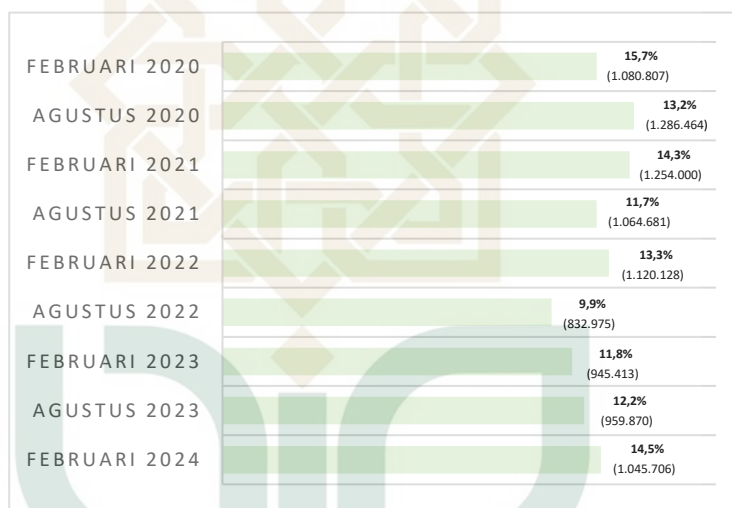 FEBRUARI 2020
15,7%
(1.080.807)
AGUSTUS 2020
13,2%
(1.286.464)
FEBRUARI 2021
14,3%
(1.254.000)
AGUSTUS 2021
11,7%
(1.064.681)
FEBRUARI 2022
13,3%
(1.120.128)
AGUSTUS 2022
9,9%
(832.975)
FEBRUARI 2023
11,8%
(945.413)
AGUSTUS 2023
12,2%
(959.870)
FEBRUARI 2024
14,5%
(1.045.706)